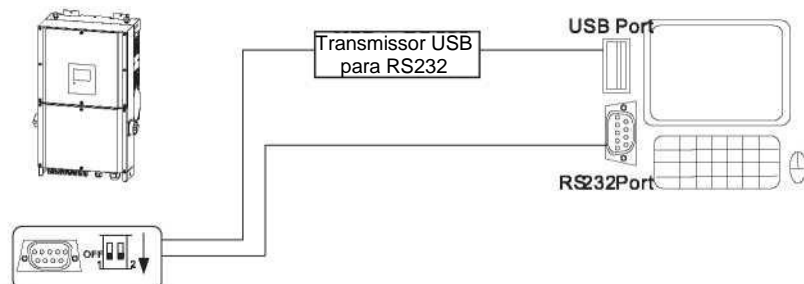 USB Port
Transmissor USB
para RS232
RS232Port
OFF
1 2